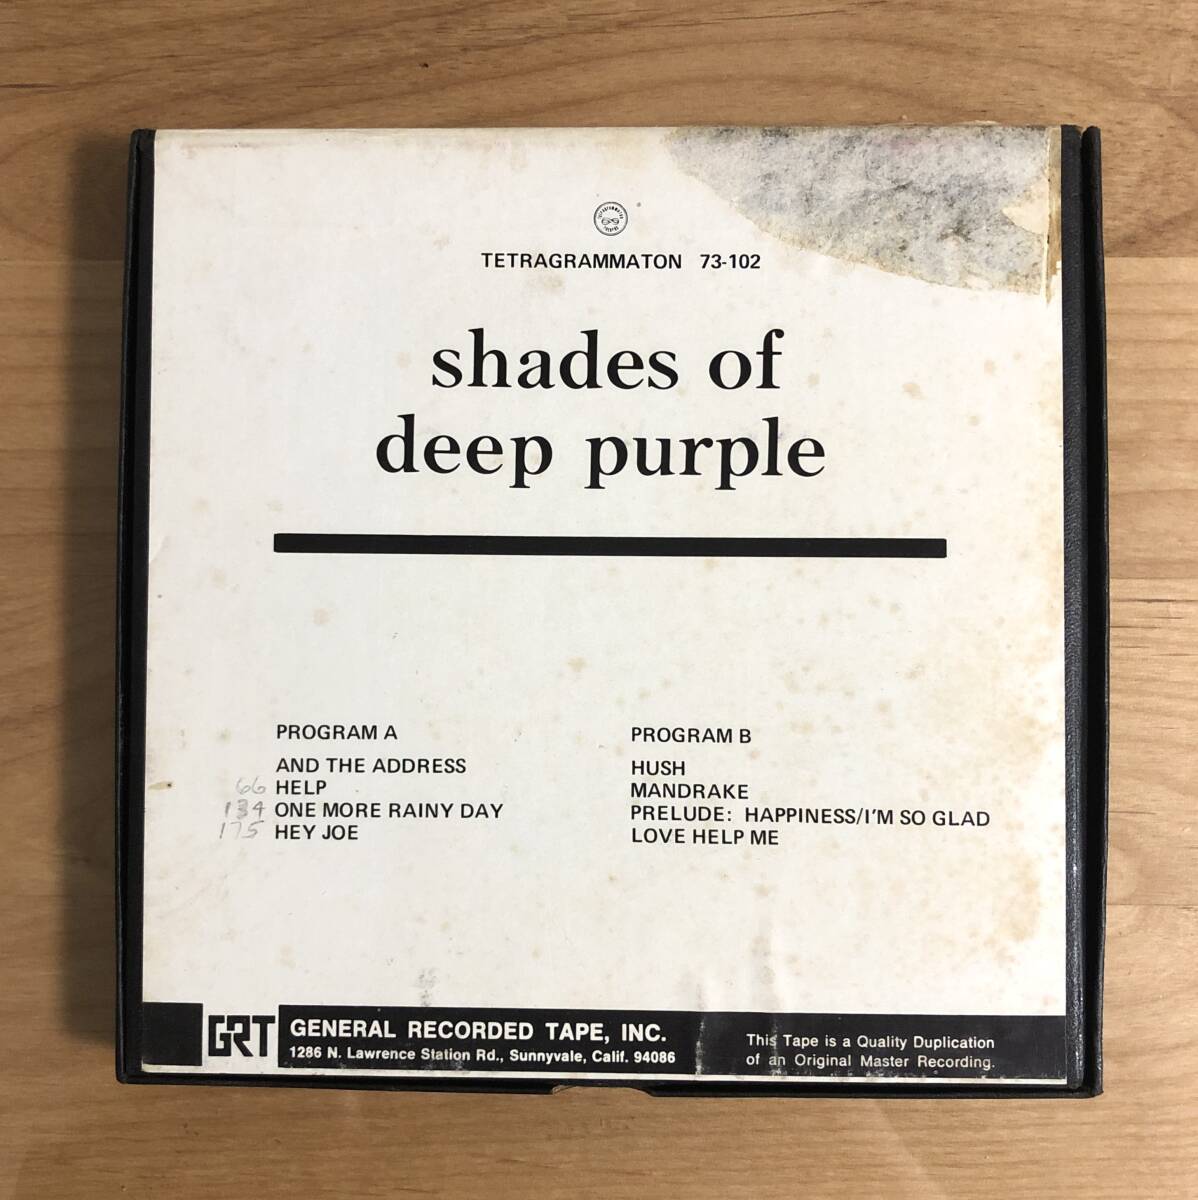 TETRAGRAMMATON 73-102
shades of
deep purple
PROGRAM A
AND THE ADDRESS
66 HELP
134 ONE MORE RAINY DAY
175 HEY JOE
PROGRAM B
HUSH
MANDRAKE
PRELUDE: HAPPINESS/I'M SO GLAD
LOVE HELP ME
GRT
GENERAL RECORDED TAPE, INC.
1286 N. Lawrence Station Rd., Sunnyvale, Calif. 94086
This Tape is a Quality Duplication
of an Original Master Recording.